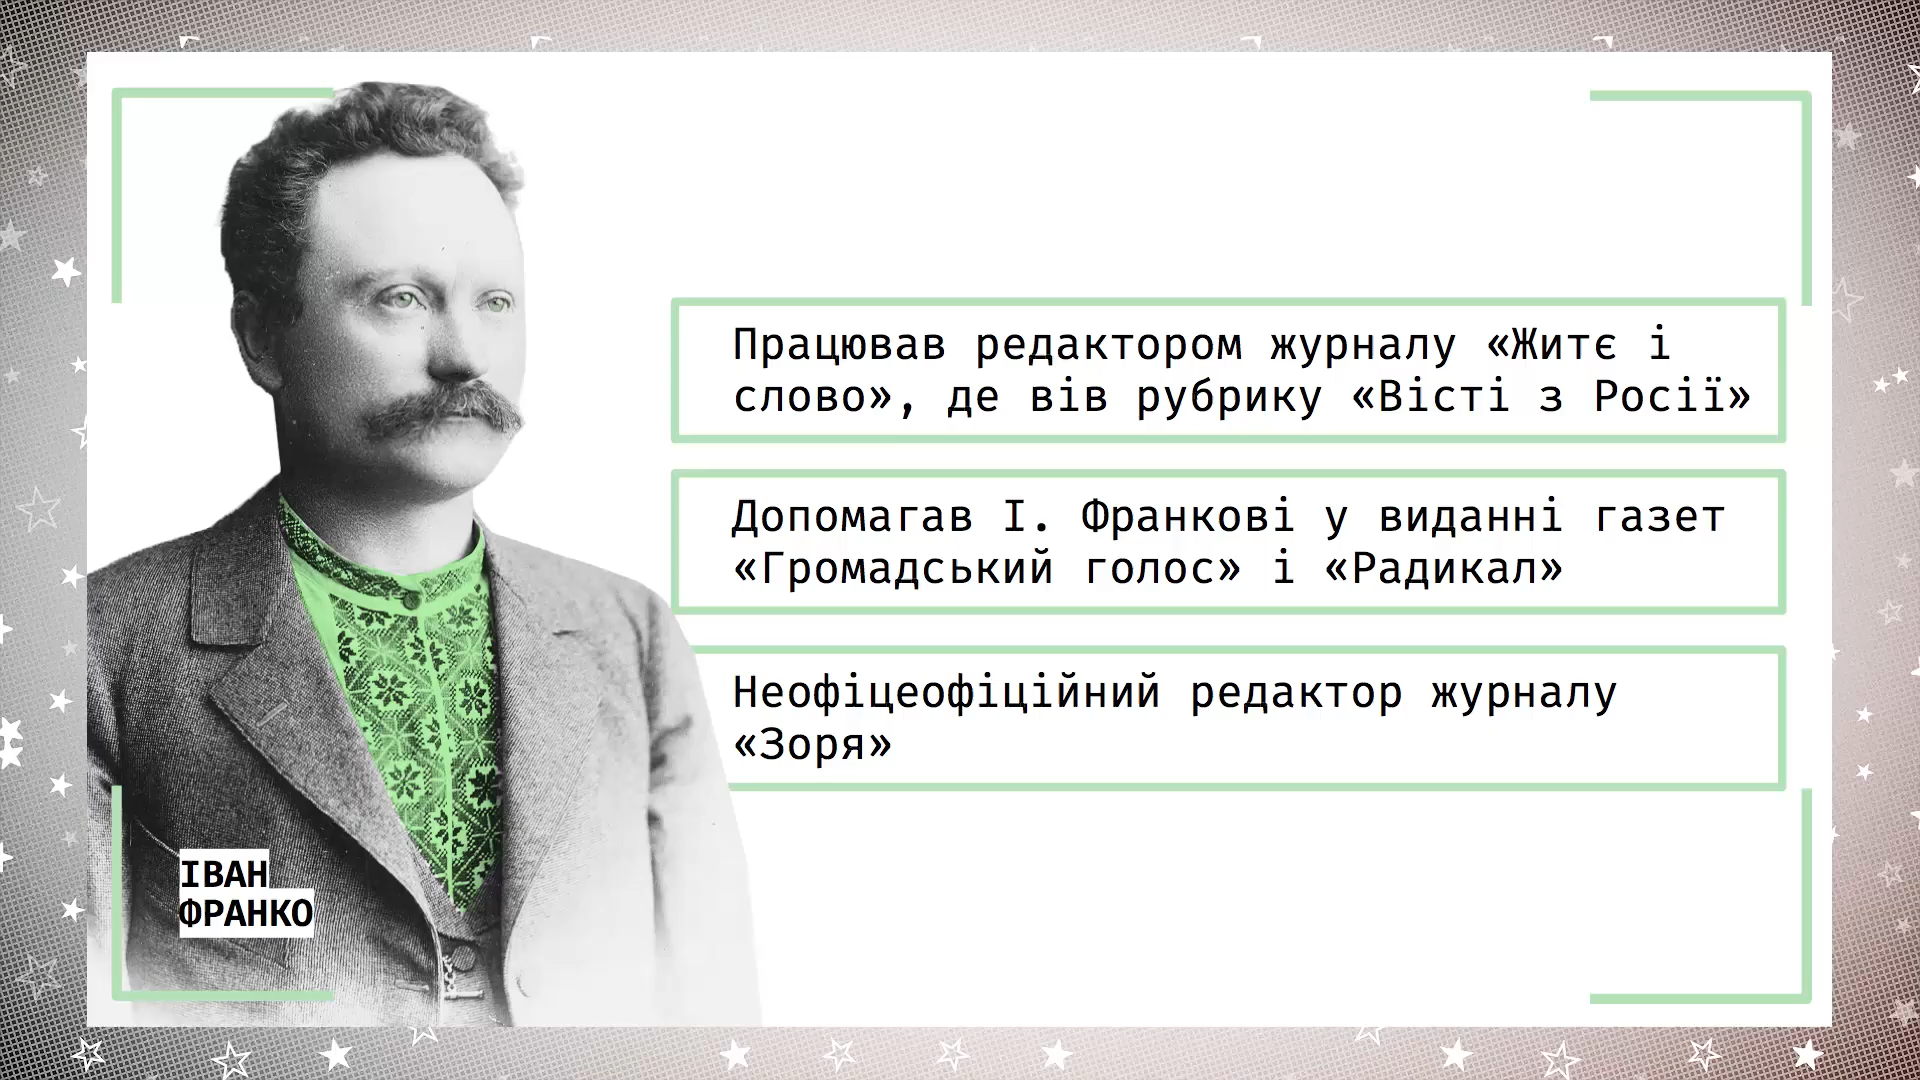 Працював редактором журналу «Житє і
слово», де вів рубрику «Вісті з Росії»
Допомагав І. Франкові у виданні газет
«Громадський голос» і «Радикал»
Неофіцеофіційний редактор журналу
«Зоря»
ІВАН
ФРАНКО